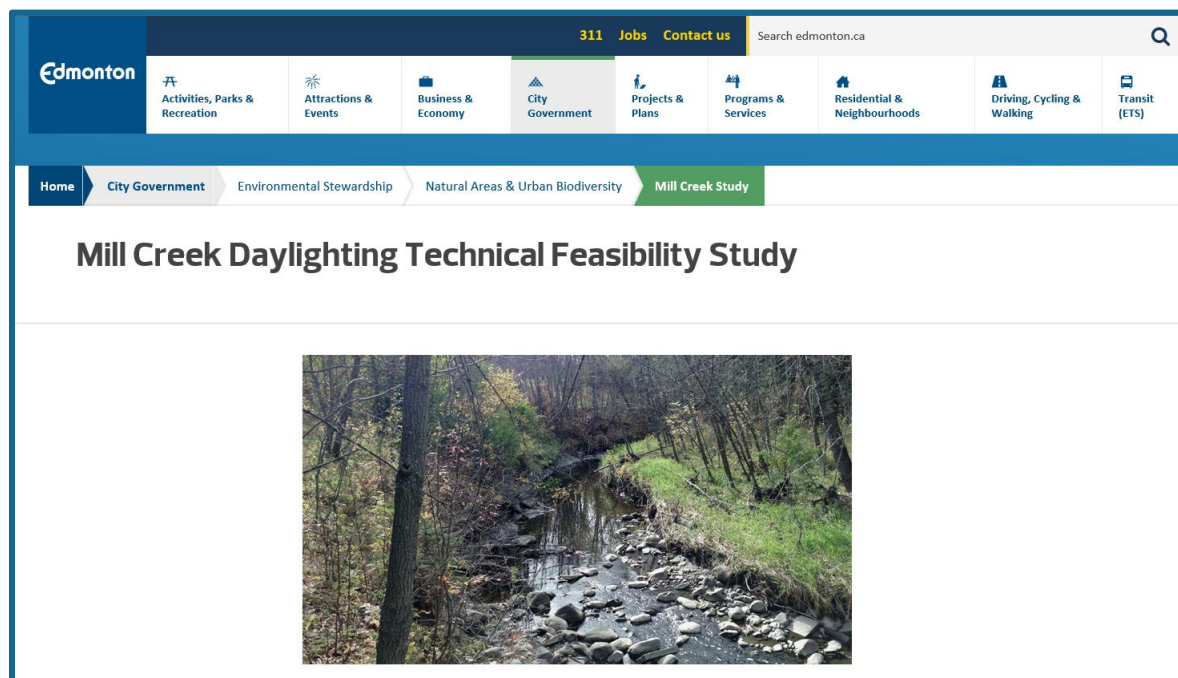 311 Jobs Contact us Search edmonton.ca
Edmonton
Activities, Parks &
Recreation
Attractions &
Events
Business &
Economy
City
Government
Projects &
Plans
Programs &
Services
Residential &
Neighbourhoods
Driving, Cycling &
Walking
Transit
(ETS)
Home City Government Environmental Stewardship Natural Areas & Urban Biodiversity Mill Creek Study
Mill Creek Daylighting Technical Feasibility Study